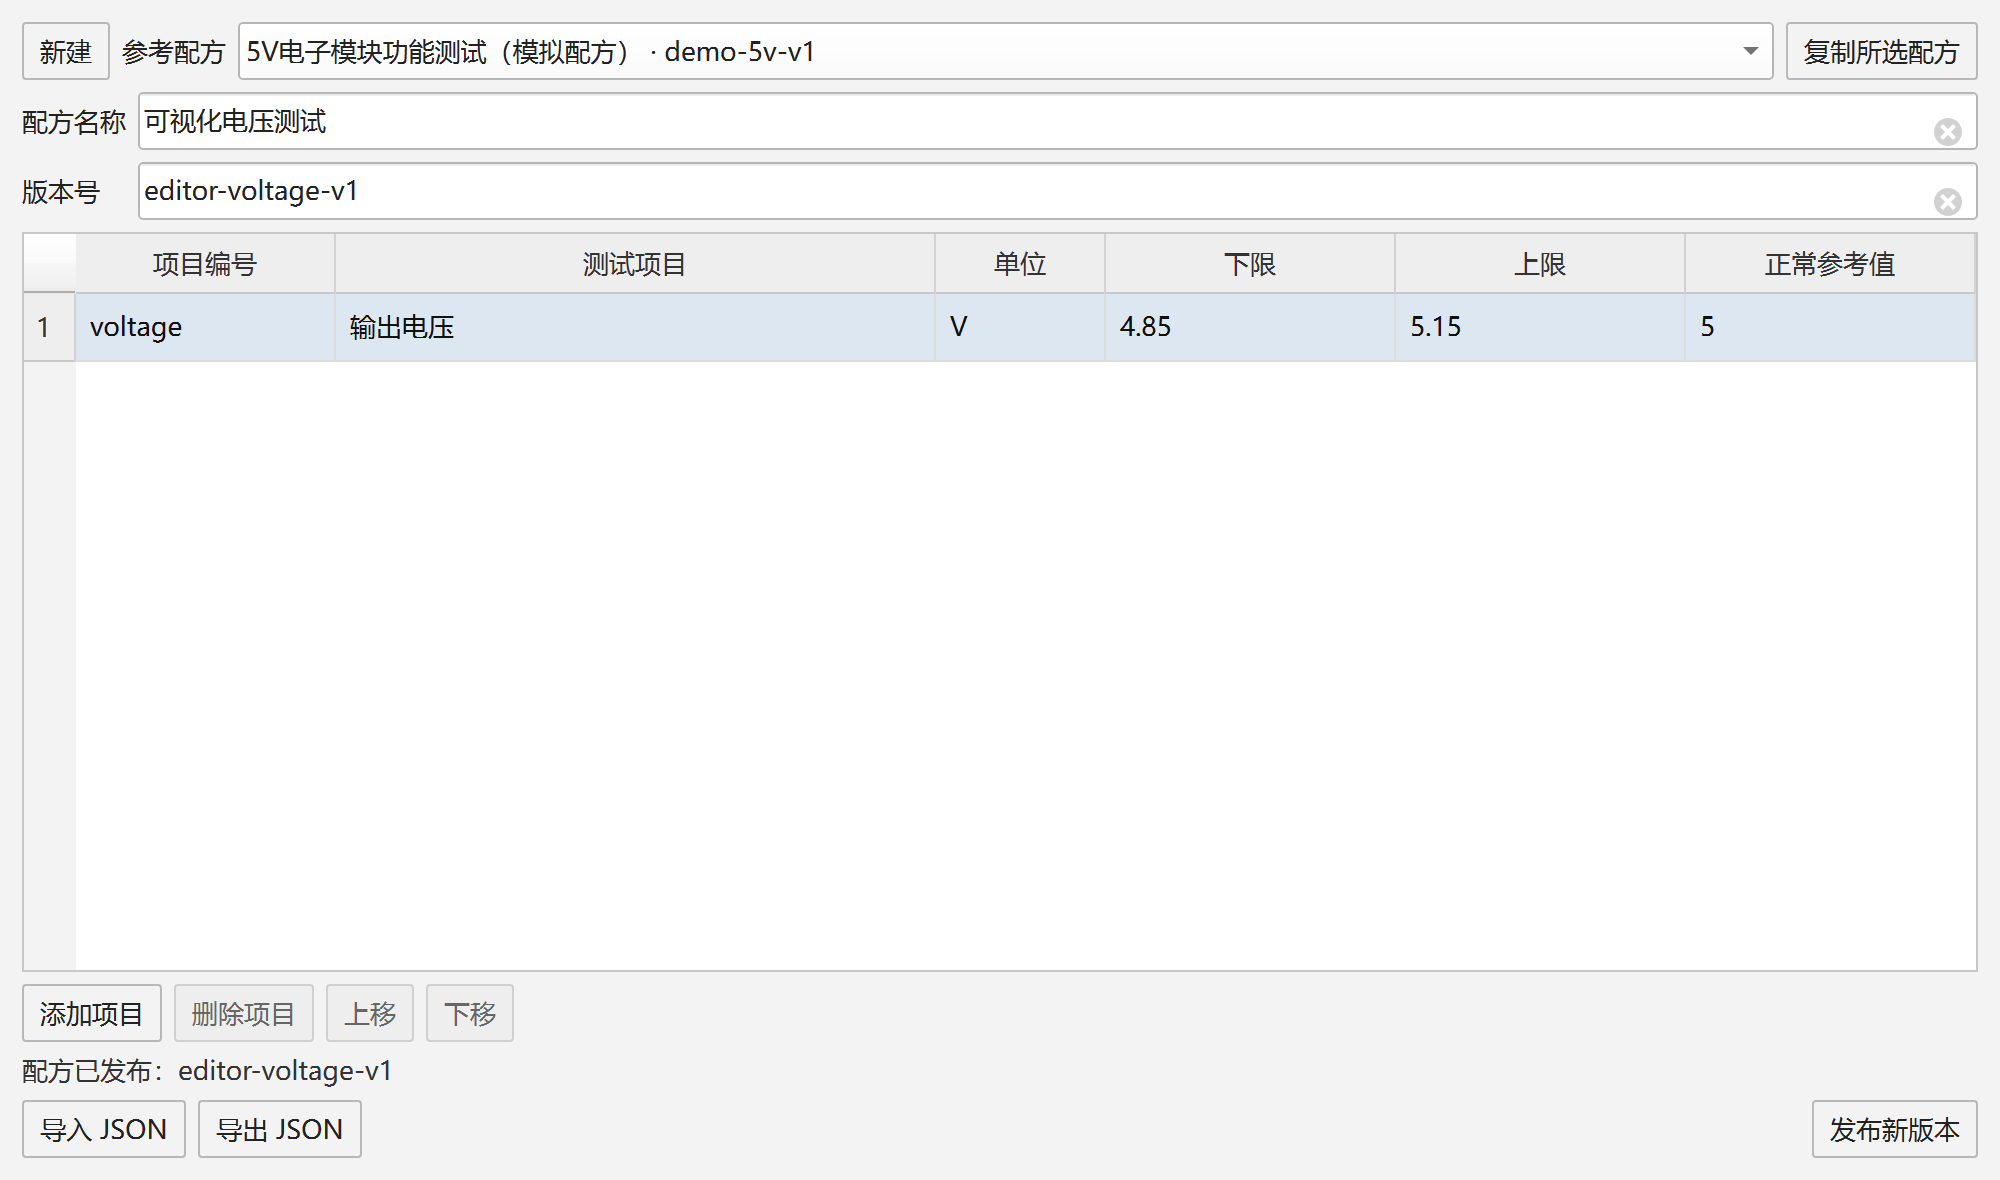 新建 参考配方 5V电子模块功能测试（模拟配方） · demo-5v-v1 复制所选配方
配方名称 可视化电压测试
版本号 editor-voltage-v1
项目编号 测试项目 单位 下限 上限 正常参考值
1 voltage 输出电压 V 4.85 5.15 5
添加项目 删除项目 上移 下移
配方已发布：editor-voltage-v1
导入 JSON 导出 JSON 发布新版本